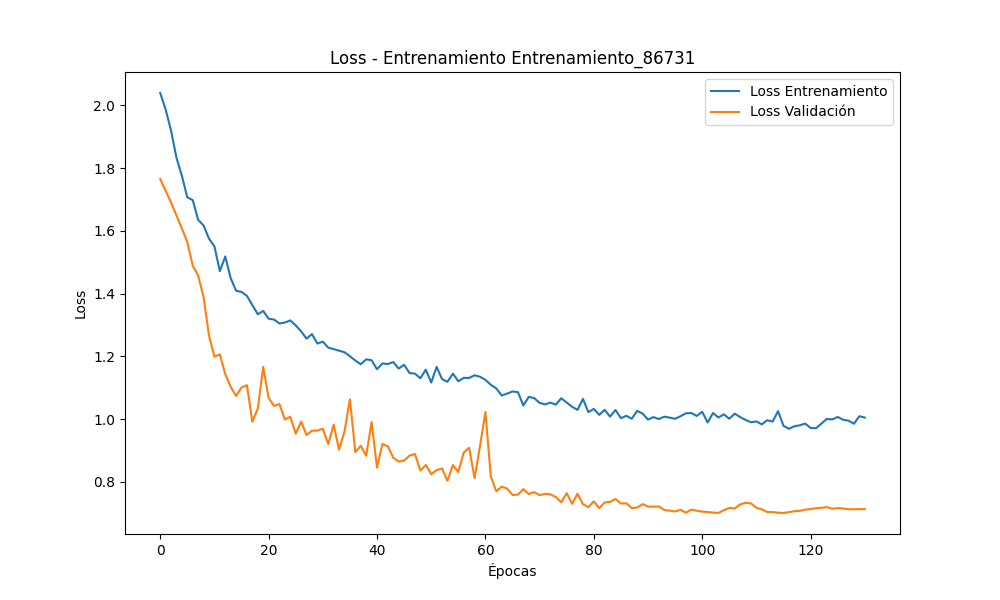 Loss - Entrenamiento Entrenamiento_86731
Loss Entrenamiento
Loss Validación
Loss
2.0
1.8
1.6
1.4
1.2
1.0
0.8
0
20
40
60
80
100
120
Épocas